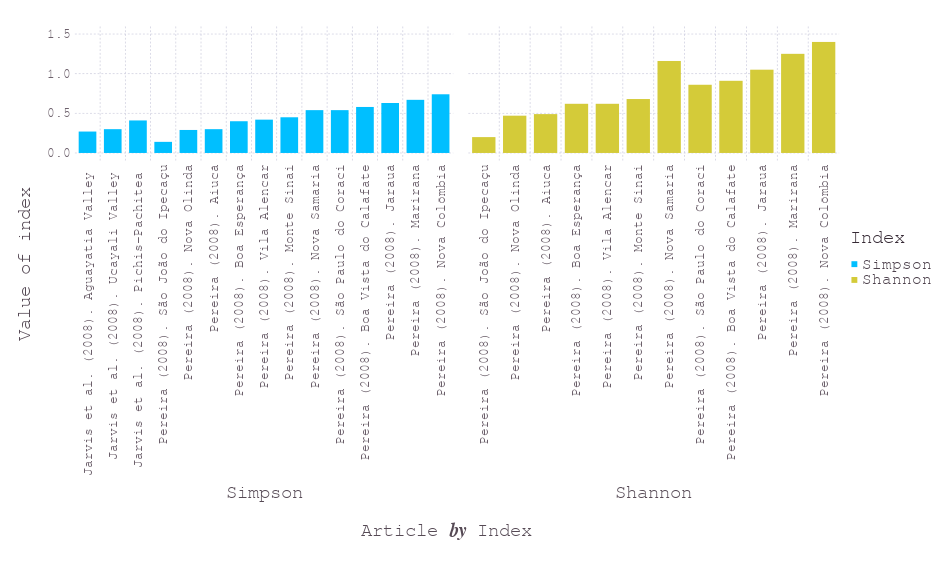 1.5
1.0
0.5
0.0
Value of index
Jarvis et al. (2008). Aguayatia Valley
Jarvis et al. (2008). Ucayali Valley
Jarvis et al. (2008). Pichis-Pachitea
Pereira (2008). São João do Ipecaçu
Pereira (2008). Nova Olinda
Pereira (2008). Aiuca
Pereira (2008). Boa Esperança
Pereira (2008). Vila Alencar
Pereira (2008). Monte Sinai
Pereira (2008). Nova Samaria
Pereira (2008). São Paulo do Coraci
Pereira (2008). Boa Vista do Calafate
Pereira (2008). Jarauá
Pereira (2008). Marirana
Pereira (2008). Nova Colombia
Pereira (2008). São João do Ipecaçu
Pereira (2008). Nova Olinda
Pereira (2008). Aiuca
Pereira (2008). Boa Esperança
Pereira (2008). Vila Alencar
Pereira (2008). Monte Sinai
Pereira (2008). Nova Samaria
Pereira (2008). São Paulo do Coraci
Pereira (2008). Boa Vista do Calafate
Pereira (2008). Jarauá
Pereira (2008). Marirana
Pereira (2008). Nova Colombia
Simpson
Shannon
Article by Index
Index
Simpson
Shannon